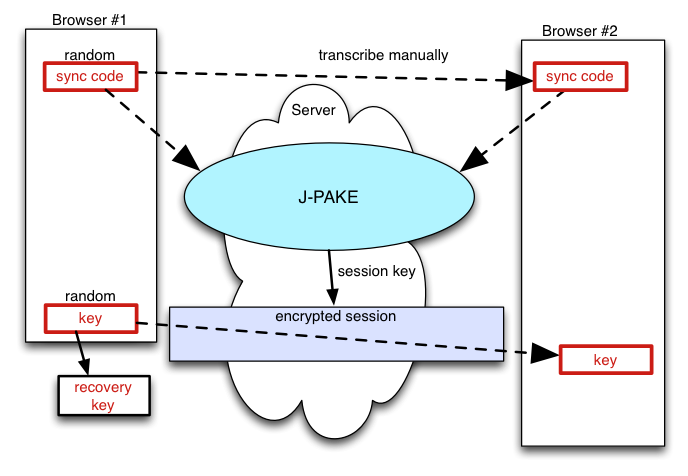 Browser #1
Browser #2
random
transcribe manually
sync code
sync code
Server
J-PAKE
session key
random
encrypted session
key
key
recovery
key